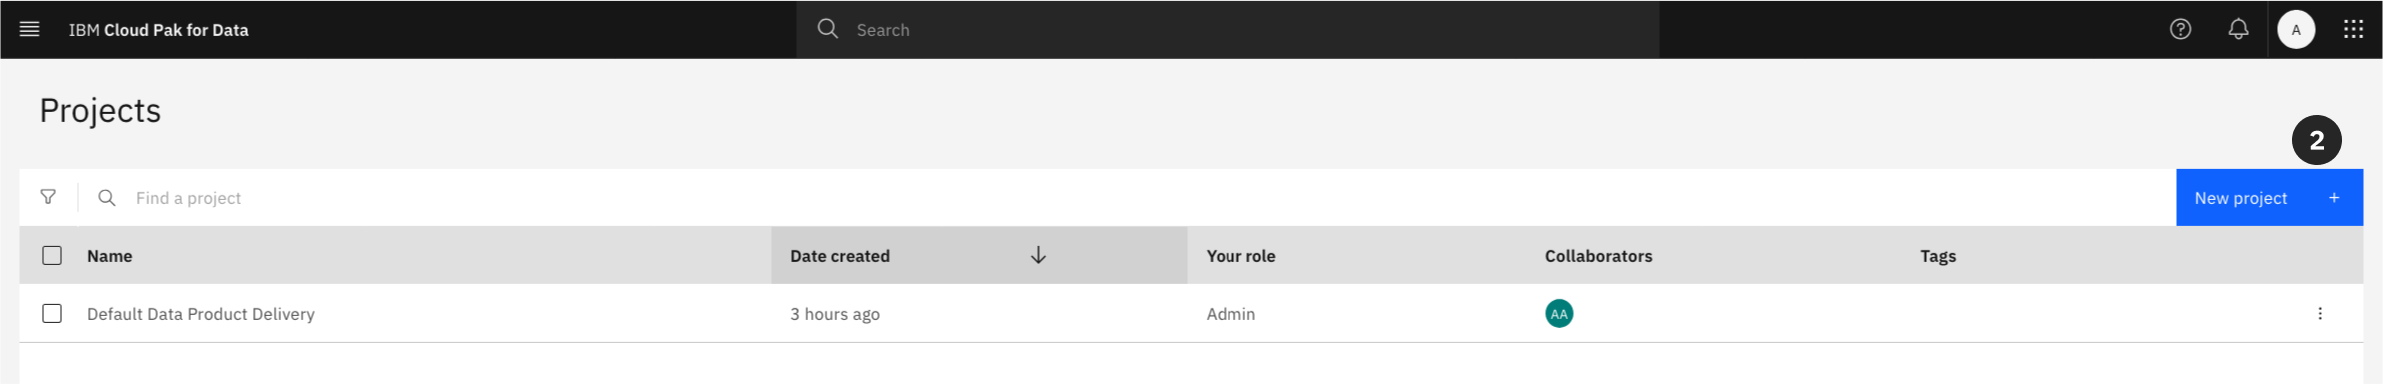 IBM Cloud Pak for Data
Search
A
Projects
2
Find a project
New project +
Name Date created Your role Collaborators Tags
Default Data Product Delivery 3 hours ago Admin AA